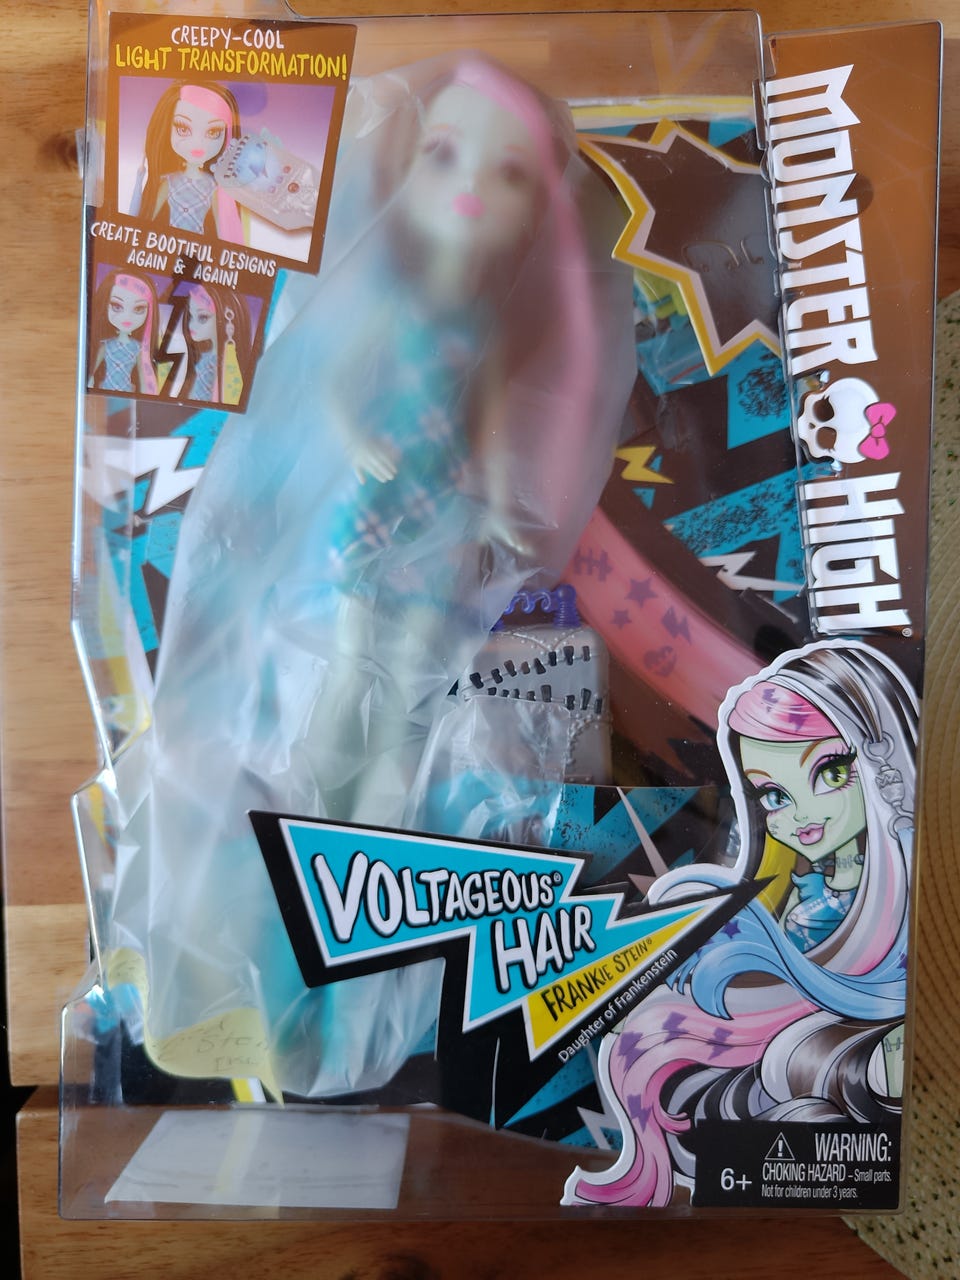 CREEPY-COOL
LIGHT TRANSFORMATION!
CREATE BOOTIFUL DESIGNS
AGAIN & AGAIN!
MONSTER HIGH®
VOLTAGEOUS®
HAIR
FRANKIE STEIN®
Daughter of Frankenstein
6+
WARNING:
CHOKING HAZARD – Small parts.
Not for children under 3 years.